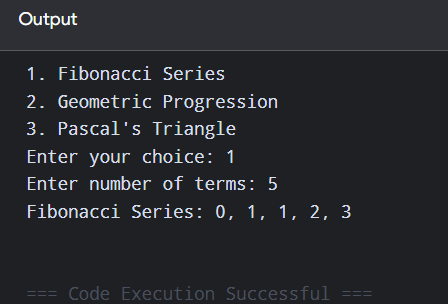 Output
1. Fibonacci Series
2. Geometric Progression
3. Pascal's Triangle
Enter your choice: 1
Enter number of terms: 5
Fibonacci Series: 0, 1, 1, 2, 3
=== Code Execution Successful ===